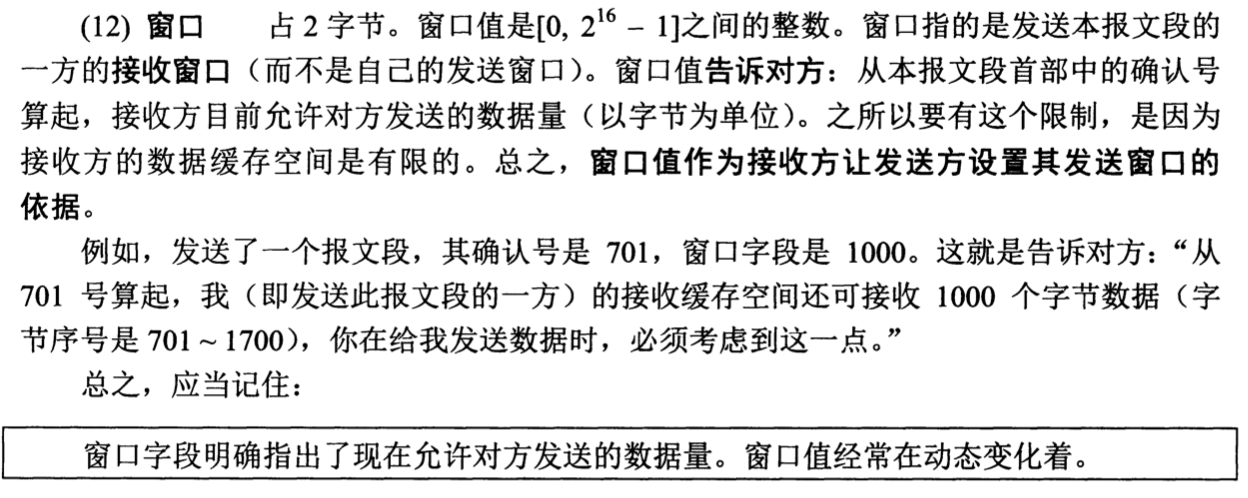 (12) 窗口　　占 2 字节。窗口值是[0, 2¹⁶ – 1]之间的整数。窗口指的是发送本报文段的
一方的接收窗口（而不是自己的发送窗口）。窗口值告诉对方：从本报文段首部中的确认号
算起，接收方目前允许对方发送的数据量（以字节为单位）。之所以要有这个限制，是因为
接收方的数据缓存空间是有限的。总之，窗口值作为接收方让发送方设置其发送窗口的
依据。
例如，发送了一个报文段，其确认号是 701，窗口字段是 1000。这就是告诉对方：“从
701 号算起，我（即发送此报文段的一方）的接收缓存空间还可接收 1000 个字节数据（字
节序号是 701 ~ 1700），你在给我发送数据时，必须考虑到这一点。”
总之，应当记住：
窗口字段明确指出了现在允许对方发送的数据量。窗口值经常在动态变化着。